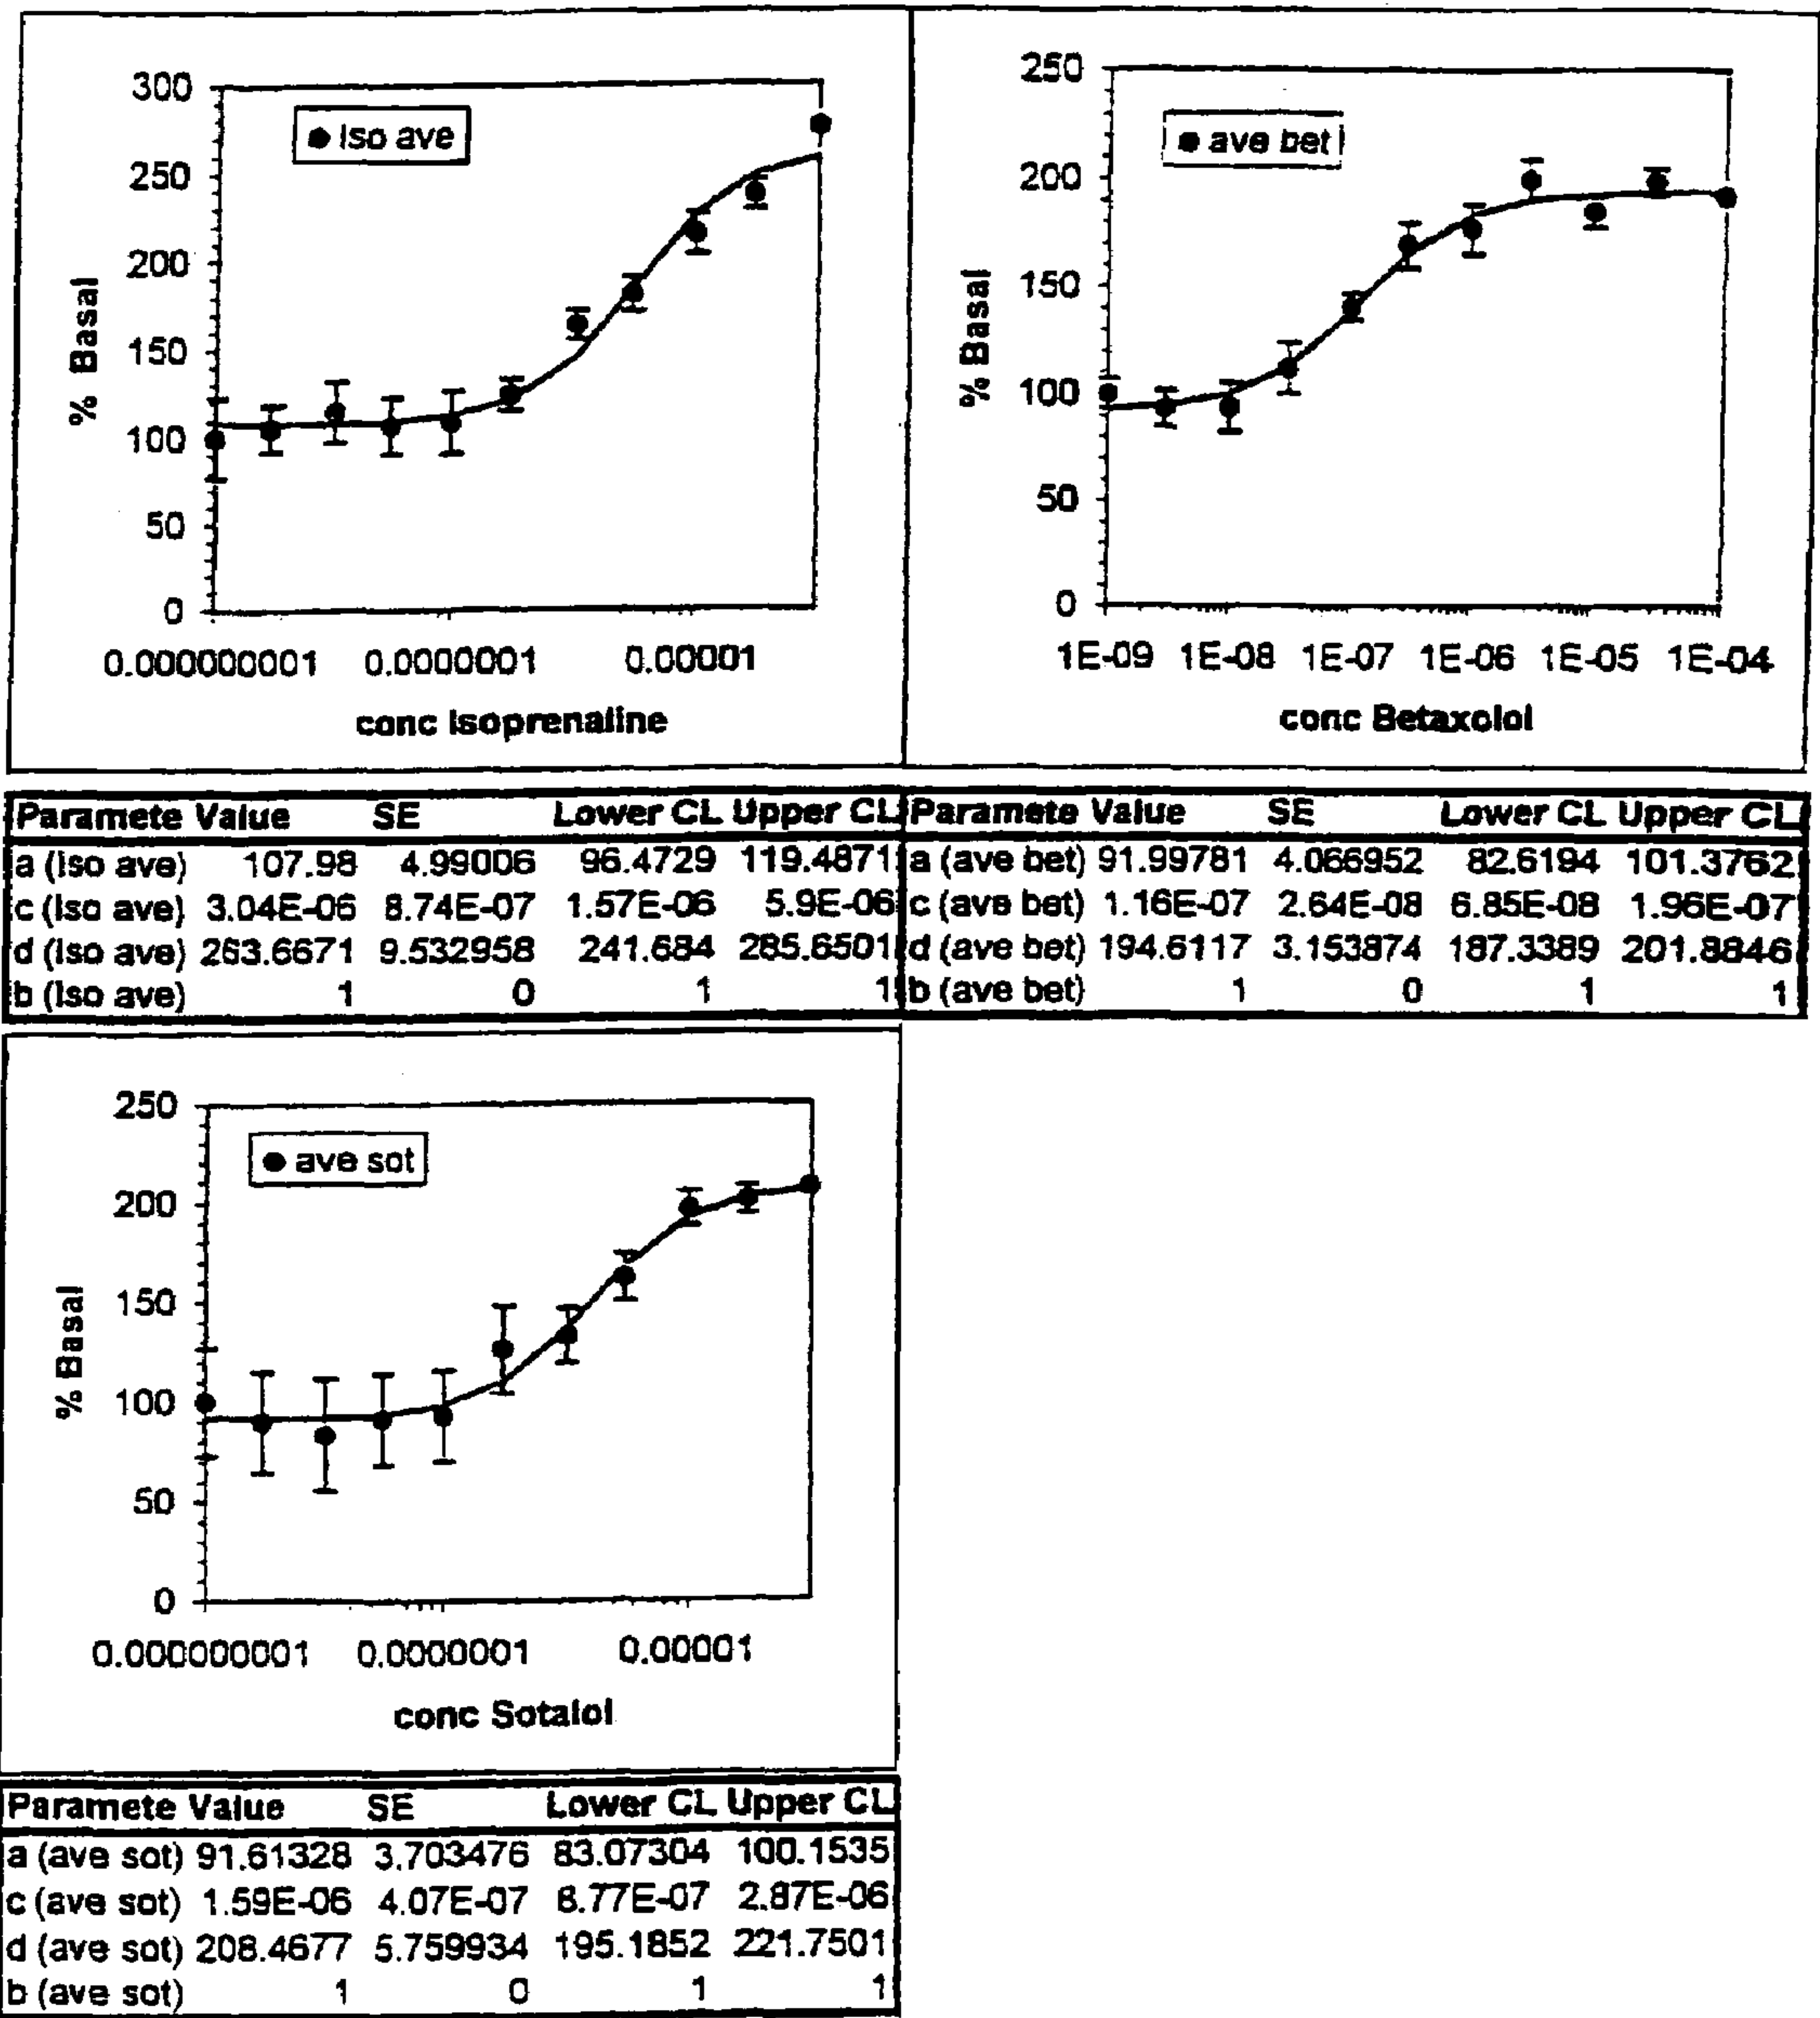 300
250
200
150
100
50
0
% Basal
Iso ave
0.000000001 0.0000001 0.00001
conc Isoprenaline
250
200
150
100
50
0
% Basal
ave bet
1E-09 1E-08 1E-07 1E-06 1E-05 1E-04
conc Betaxolol
Paramete Value SE Lower CL Upper CL
a (Iso ave) 107.98 4.99006 96.4729 119.4871
c (Iso ave) 3.04E-06 8.74E-07 1.57E-06 5.9E-06
d (Iso ave) 263.6671 9.532958 241.684 285.6501
b (Iso ave) 1 0 1 1
Paramete Value SE Lower CL Upper CL
a (ave bet) 91.99781 4.066952 82.6194 101.3762
c (ave bet) 1.16E-07 2.64E-08 6.85E-08 1.96E-07
d (ave bet) 194.6117 3.153874 187.3389 201.8846
b (ave bet) 1 0 1 1
250
200
150
100
50
0
% Basal
ave sot
0.000000001 0.0000001 0.00001
conc Sotalol
Paramete Value SE Lower CL Upper CL
a (ave sot) 91.61328 3.703476 83.07304 100.1535
c (ave sot) 1.59E-06 4.07E-07 8.77E-07 2.87E-06
d (ave sot) 208.4677 5.759934 195.1852 221.7501
b (ave sot) 1 0 1 1